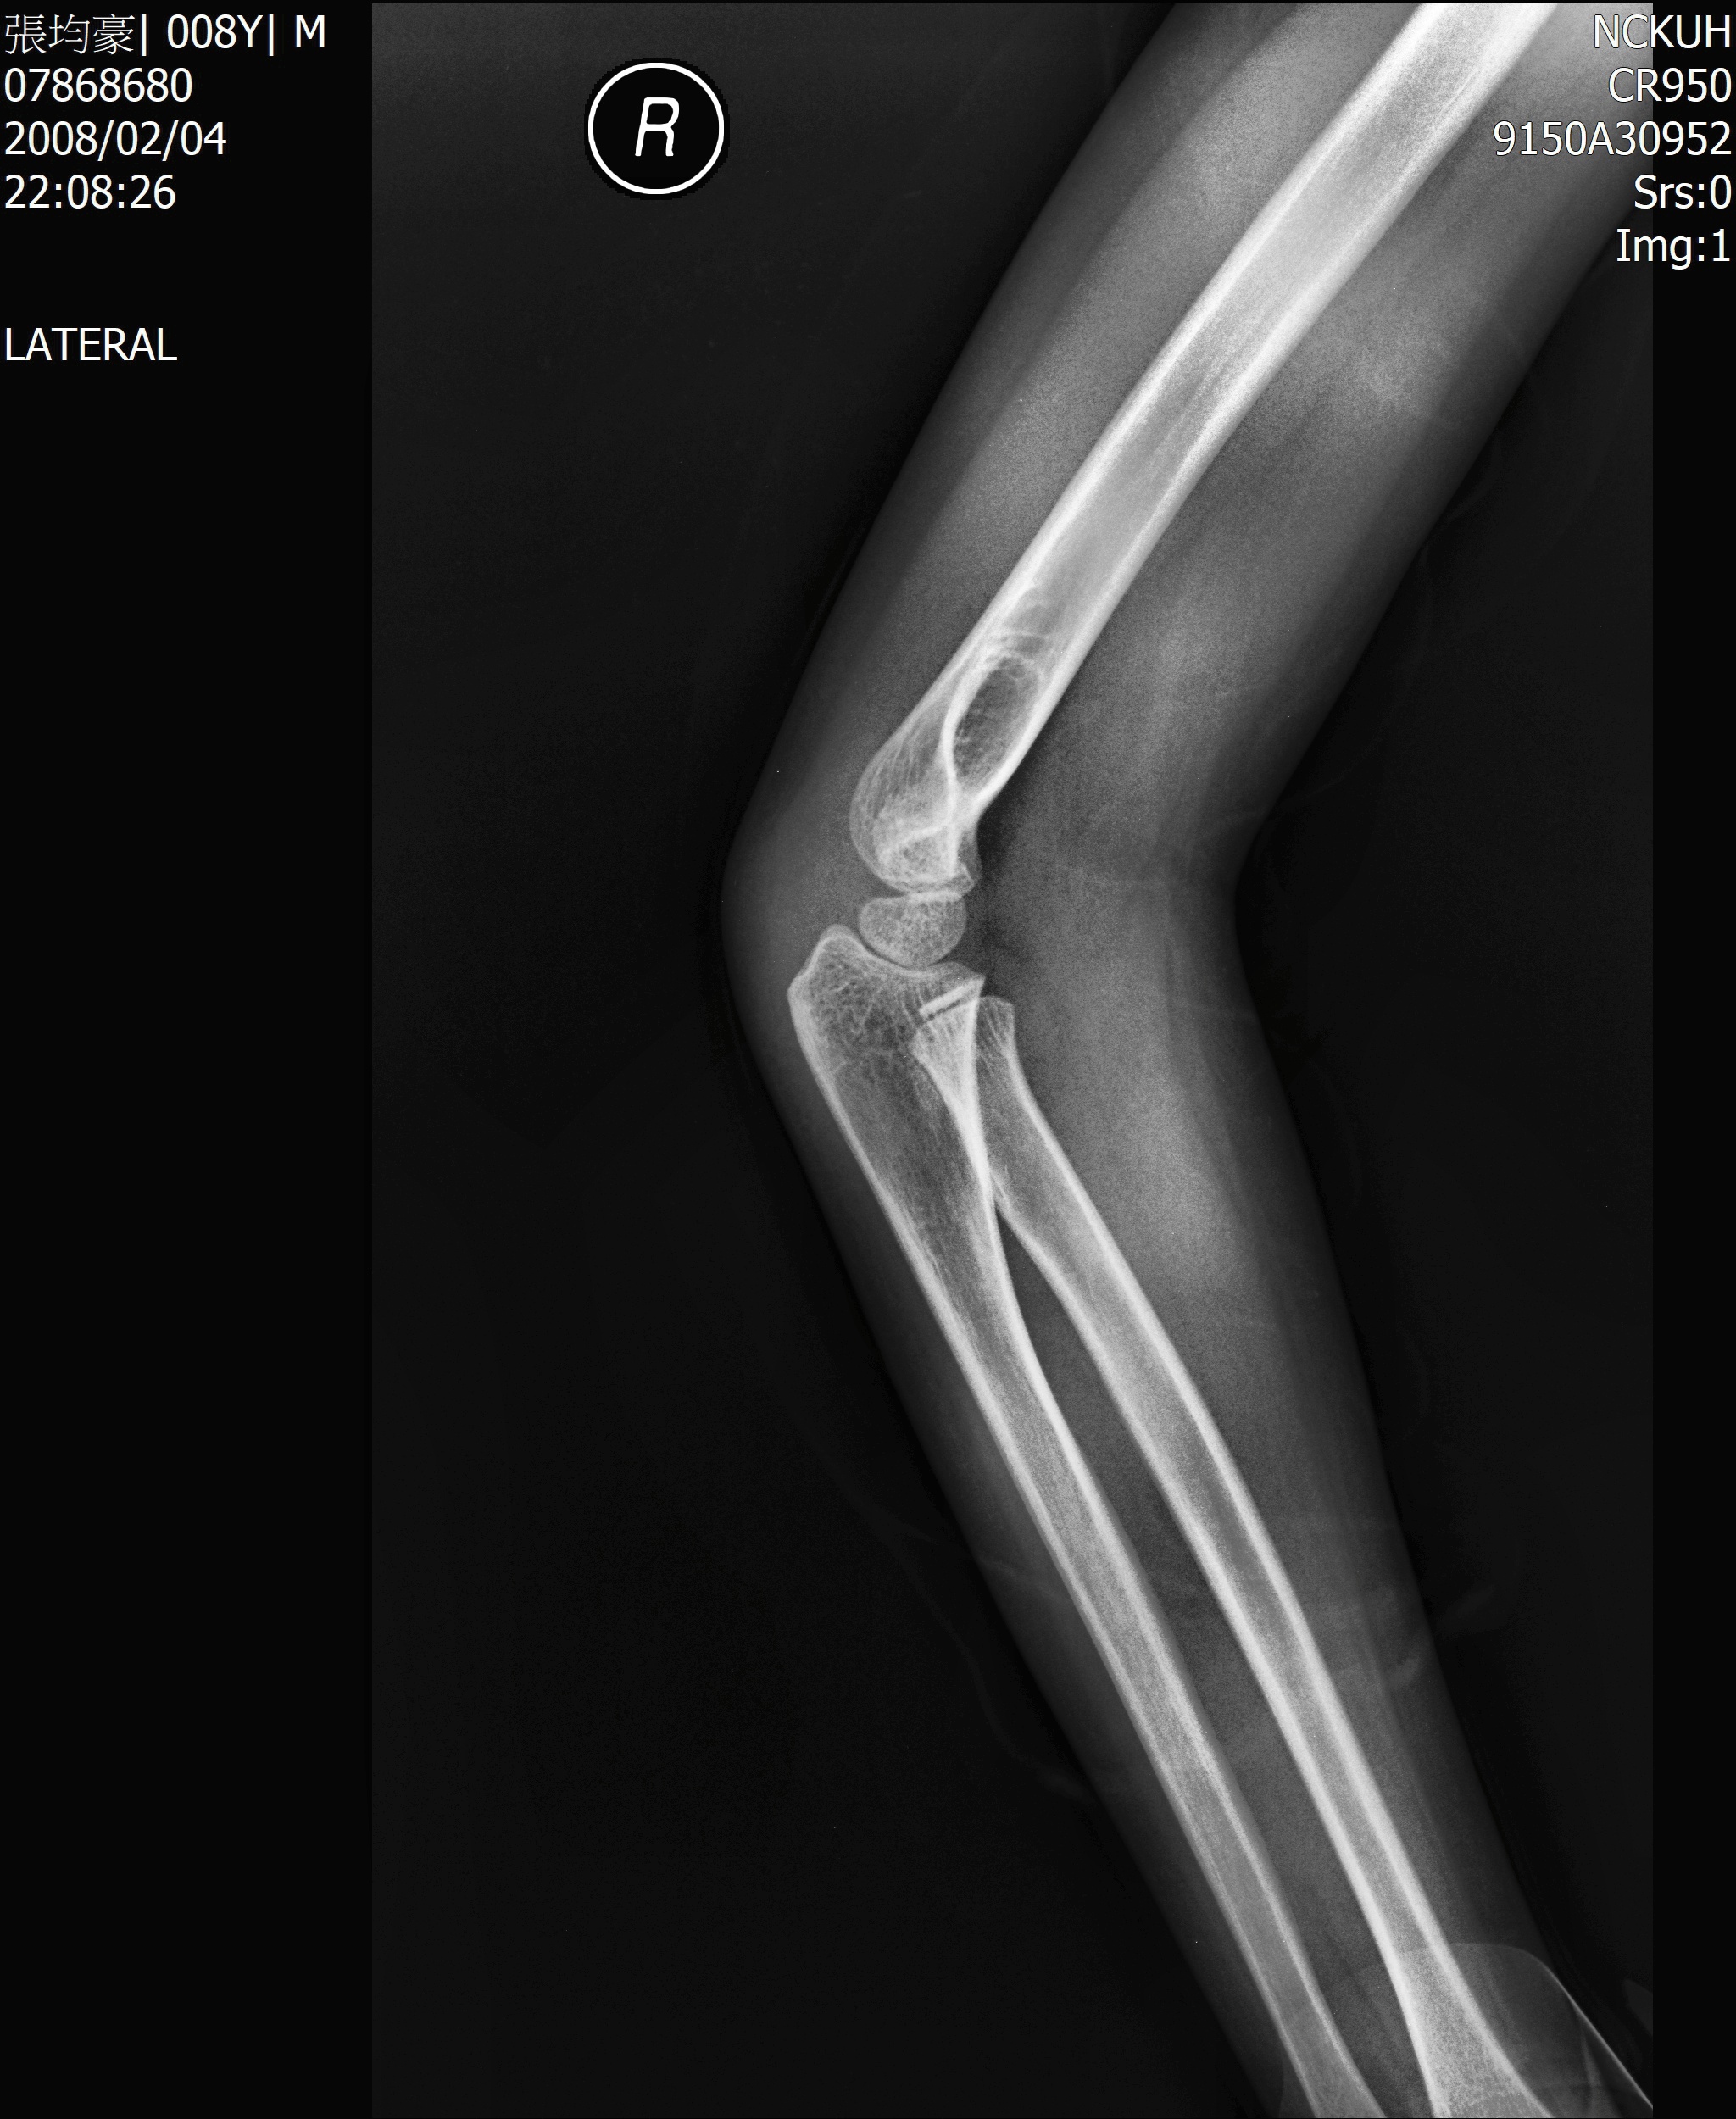 張均豪| 008Y| M
07868680
2008/02/04
22:08:26
LATERAL
R
NCKUH
CR950
9150A30952
Srs:0
Img:1